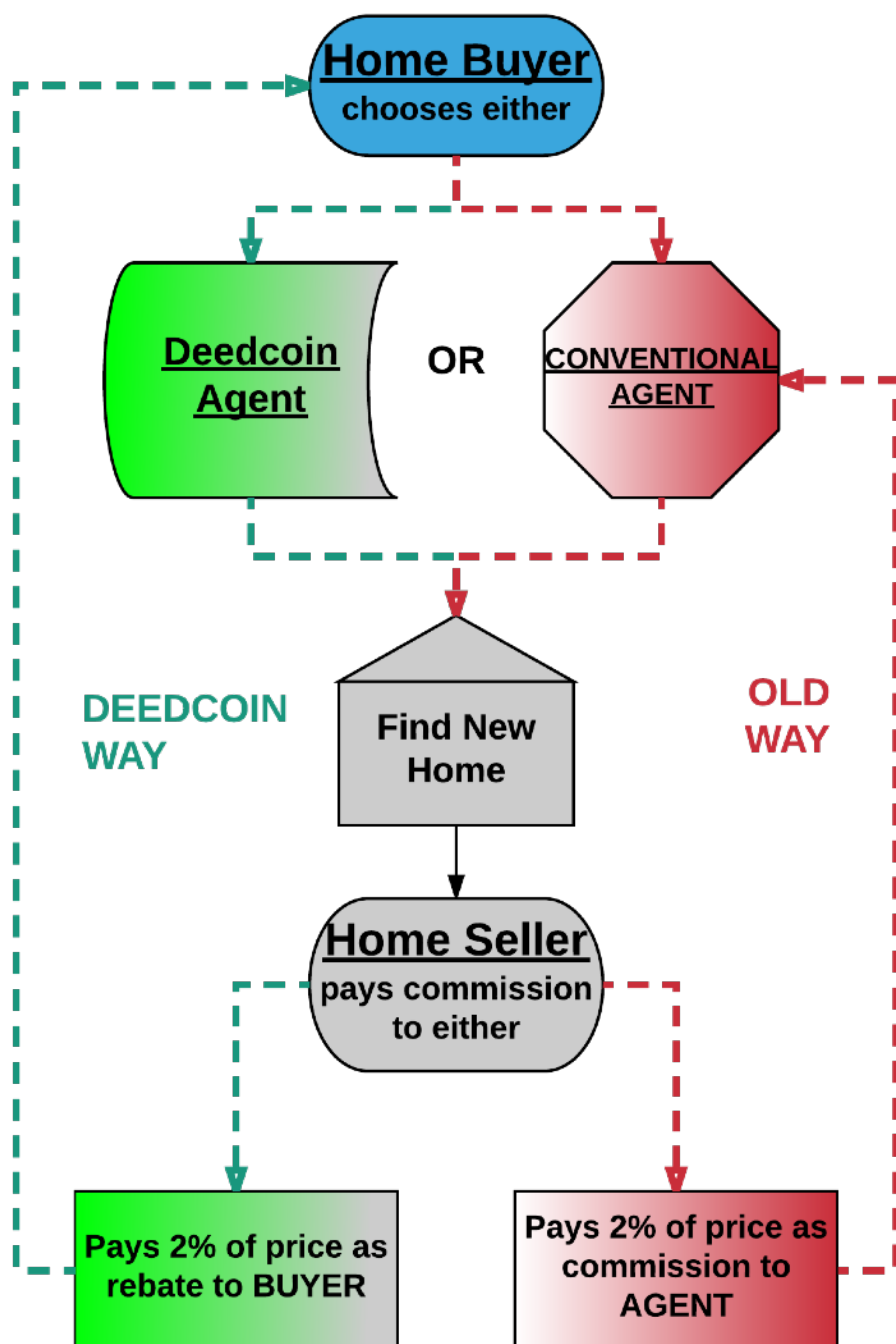 Home Buyer
chooses either
Deedcoin
Agent
OR
CONVENTIONAL
AGENT
DEEDCOIN
WAY
Find New
Home
OLD
WAY
Home Seller
pays commission
to either
Pays 2% of price as
rebate to BUYER
Pays 2% of price as
commission to
AGENT